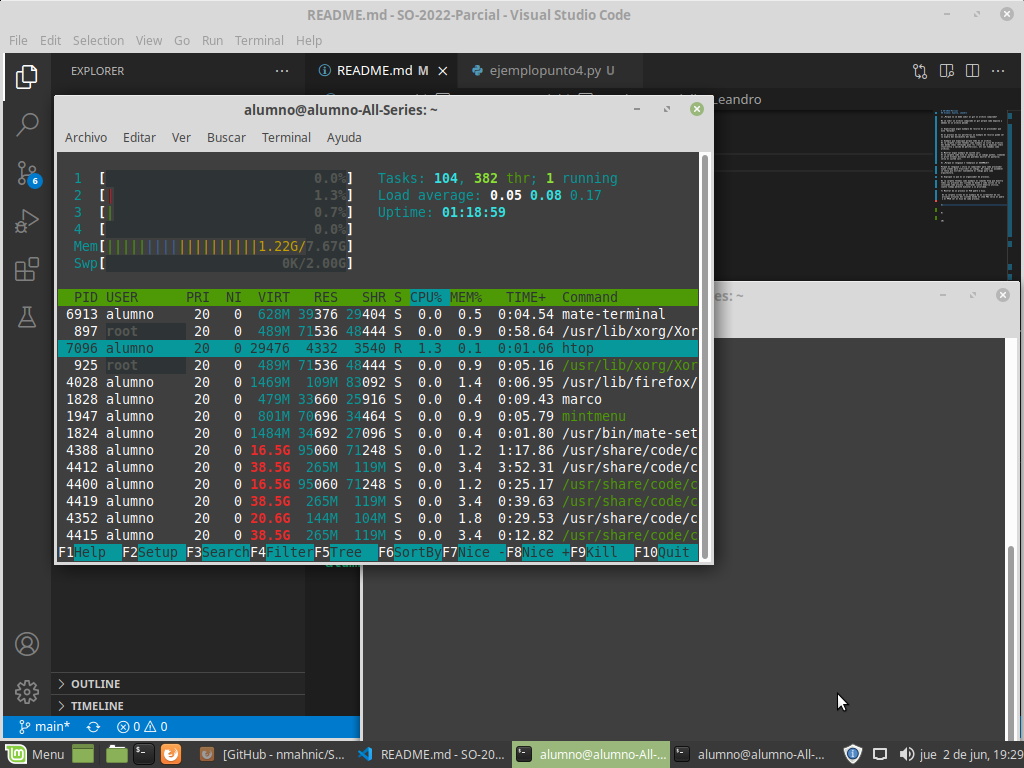 README.md - SO-2022-Parcial - Visual Studio Code
File Edit Selection View Go Run Terminal Help
EXPLORER
README.md M
ejemplopunto4.py U
Leandro
alumno@alumno-All-Series: ~
Archivo Editar Ver Buscar Terminal Ayuda
1 [ 0.0%] Tasks: 104, 382 thr; 1 running
2 [| 1.3%] Load average: 0.05 0.08 0.17
3 [| 0.7%] Uptime: 01:18:59
4 [ 0.0%]
Mem[|||||||||||||||||||1.22G/7.67G]
Swp[ 0K/2.00G]
PID USER PRI NI VIRT RES SHR S CPU% MEM% TIME+ Command
6913 alumno 20 0 628M 39376 29404 S 0.0 0.5 0:04.54 mate-terminal
897 root 20 0 489M 71536 48444 S 0.0 0.9 0:58.64 /usr/lib/xorg/Xor
7096 alumno 20 0 29476 4332 3540 R 1.3 0.1 0:01.06 htop
925 root 20 0 489M 71536 48444 S 0.0 0.9 0:05.16 /usr/lib/xorg/Xor
4028 alumno 20 0 1469M 109M 83092 S 0.0 1.4 0:06.95 /usr/lib/firefox/
1828 alumno 20 0 479M 33660 25916 S 0.0 0.4 0:09.43 marco
1947 alumno 20 0 801M 70696 34464 S 0.0 0.9 0:05.79 mintmenu
1824 alumno 20 0 1484M 34692 27096 S 0.0 0.4 0:01.80 /usr/bin/mate-set
4388 alumno 20 0 16.5G 95060 71248 S 0.0 1.2 1:17.86 /usr/share/code/c
4412 alumno 20 0 38.5G 265M 119M S 0.0 3.4 3:52.31 /usr/share/code/c
4400 alumno 20 0 16.5G 95060 71248 S 0.0 1.2 0:25.17 /usr/share/code/c
4419 alumno 20 0 38.5G 265M 119M S 0.0 3.4 0:39.63 /usr/share/code/c
4352 alumno 20 0 20.6G 144M 104M S 0.0 1.8 0:29.53 /usr/share/code/c
4415 alumno 20 0 38.5G 265M 119M S 0.0 3.4 0:12.82 /usr/share/code/c
F1Help F2Setup F3SearchF4FilterF5Tree F6SortByF7Nice -F8Nice +F9Kill F10Quit
es: ~
6
OUTLINE
TIMELINE
main* 0 0
Menu
[GitHub - nmahnic/S...
README.md - SO-20...
alumno@alumno-All-...
alumno@alumno-All-...
jue 2 de jun, 19:29